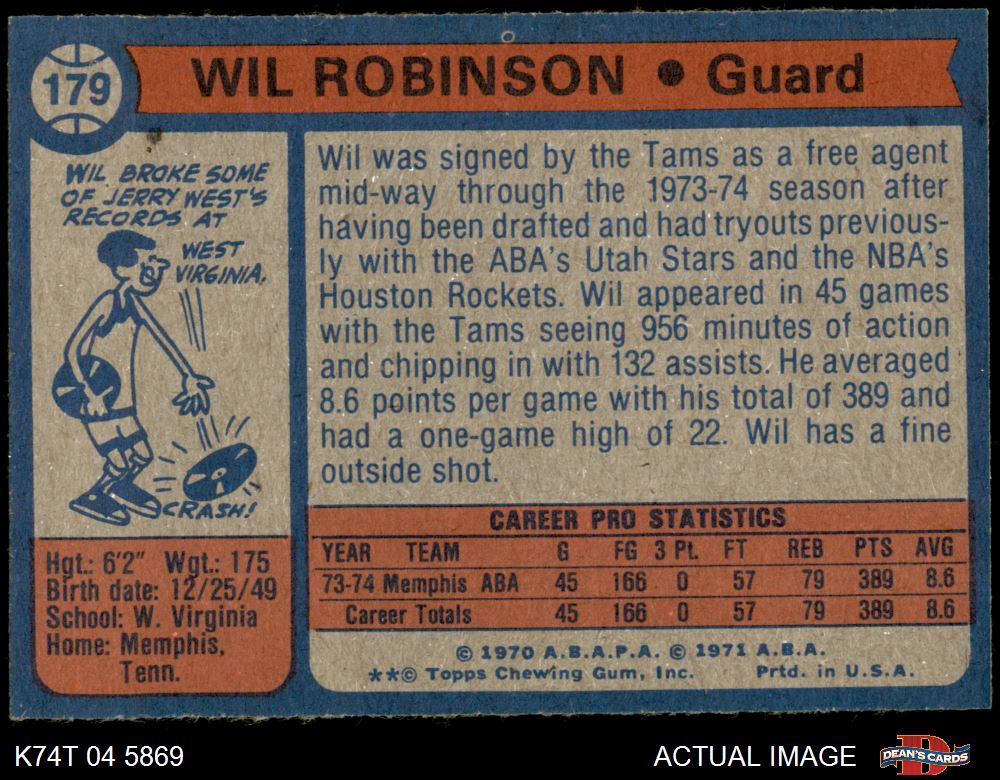 179
WIL ROBINSON • Guard
WIL BROKE SOME
OF JERRY WEST'S
RECORDS AT
WEST
VIRGINIA.
CRASH!
Hgt.: 6'2" Wgt.: 175
Birth date: 12/25/49
School: W. Virginia
Home: Memphis,
Tenn.
Wil was signed by the Tams as a free agent
mid-way through the 1973-74 season after
having been drafted and had tryouts previous-
ly with the ABA's Utah Stars and the NBA's
Houston Rockets. Wil appeared in 45 games
with the Tams seeing 956 minutes of action
and chipping in with 132 assists. He averaged
8.6 points per game with his total of 389 and
had a one-game high of 22. Wil has a fine
outside shot.
CAREER PRO STATISTICS
YEAR TEAM G FG 3 Pt. FT REB PTS AVG
73-74 Memphis ABA 45 166 0 57 79 389 8.6
Career Totals 45 166 0 57 79 389 8.6
© 1970 A.B.A.P.A. © 1971 A.B.A.
**© Topps Chewing Gum, Inc. Prtd. in U.S.A.
K74T 04 5869
ACTUAL IMAGE
D
DEAN'S CARDS